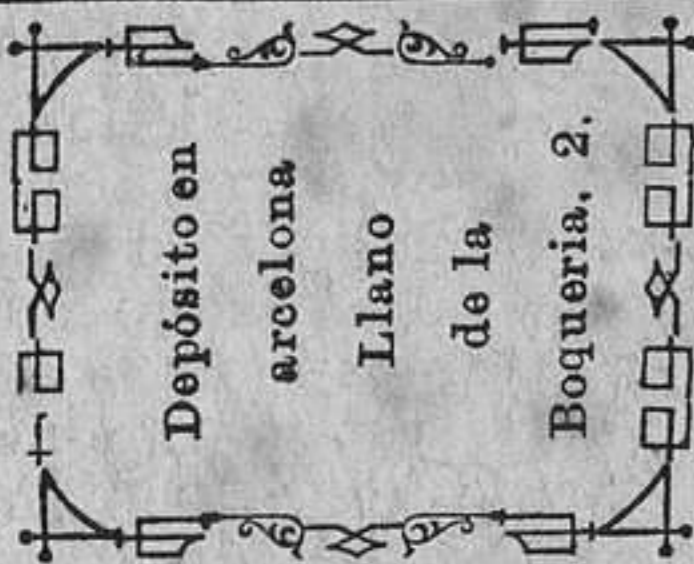 Depósito en
arcelona
Llano
de la
Boqueria, 2.